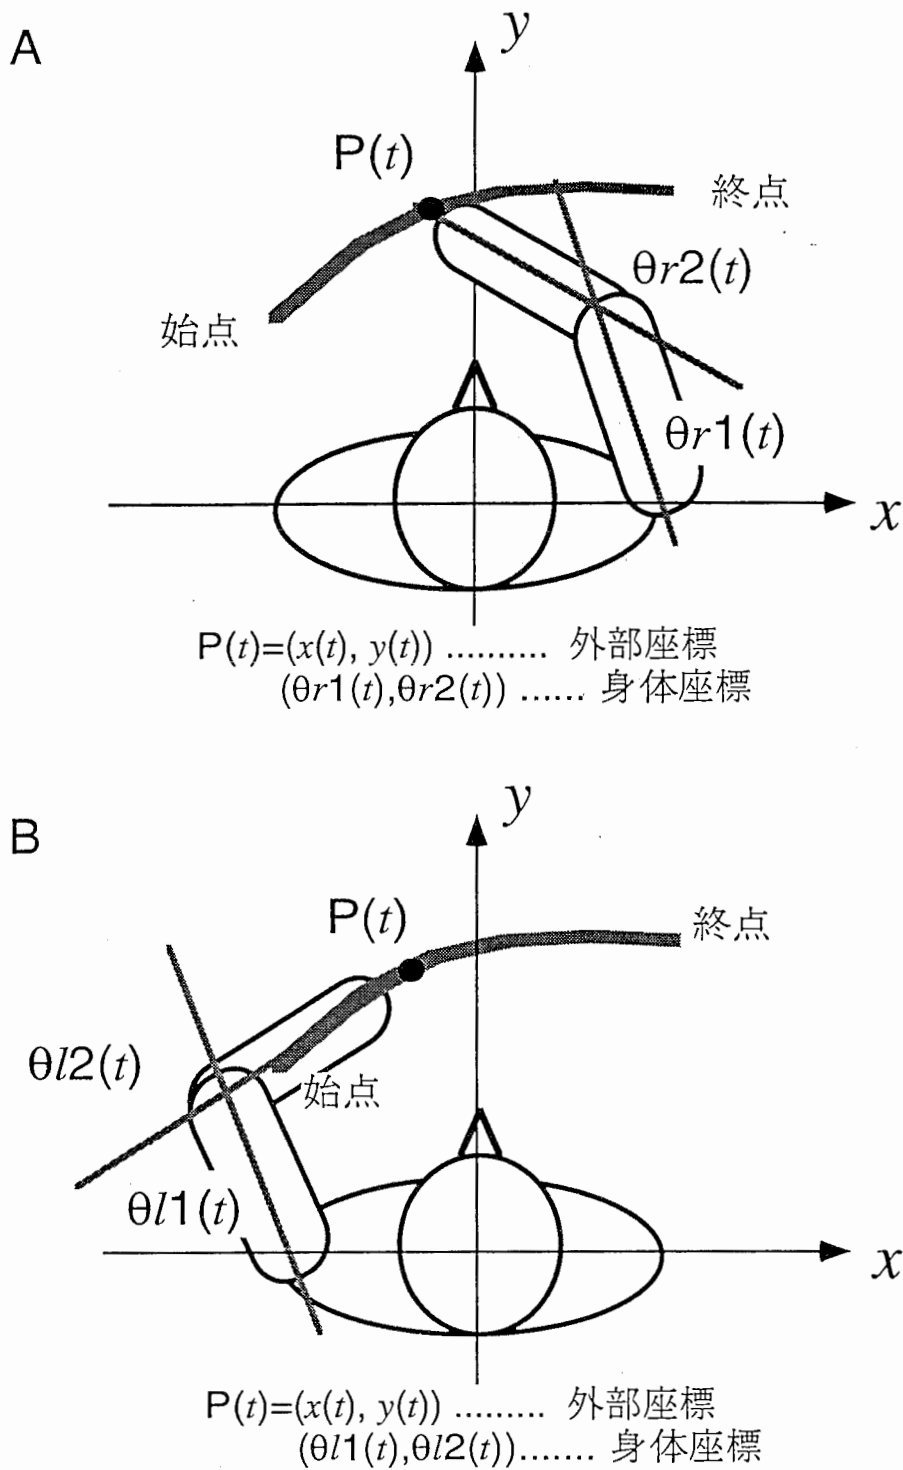 A
y
P(t)
終点
θr2(t)
始点
θr1(t)
x
P(t)=(x(t), y(t)) .......... 外部座標
(θr1(t),θr2(t)) ...... 身体座標
B
y
P(t)
終点
θl2(t)
始点
θl1(t)
x
P(t)=(x(t), y(t)) ......... 外部座標
(θl1(t),θl2(t))....... 身体座標